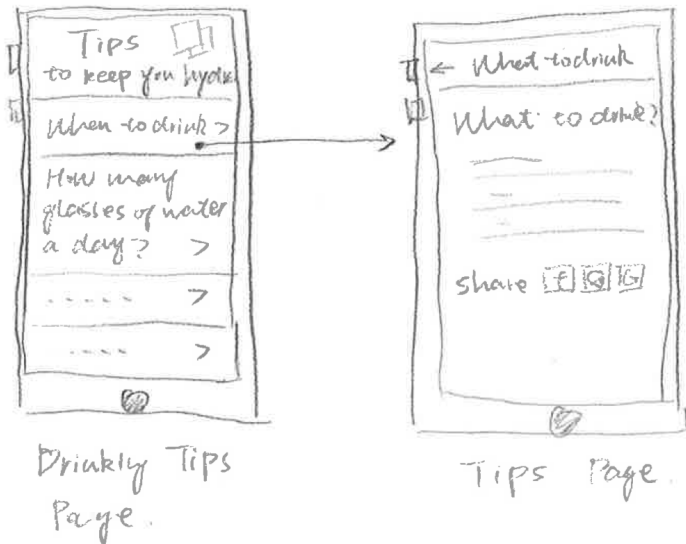 Tips
to keep you hydra
When to drink >
How many
glasses of water
a day? >
----- >
---- >
Drinkly Tips
Page.
← What to drink
What to drink?
share f G
Tips Page.